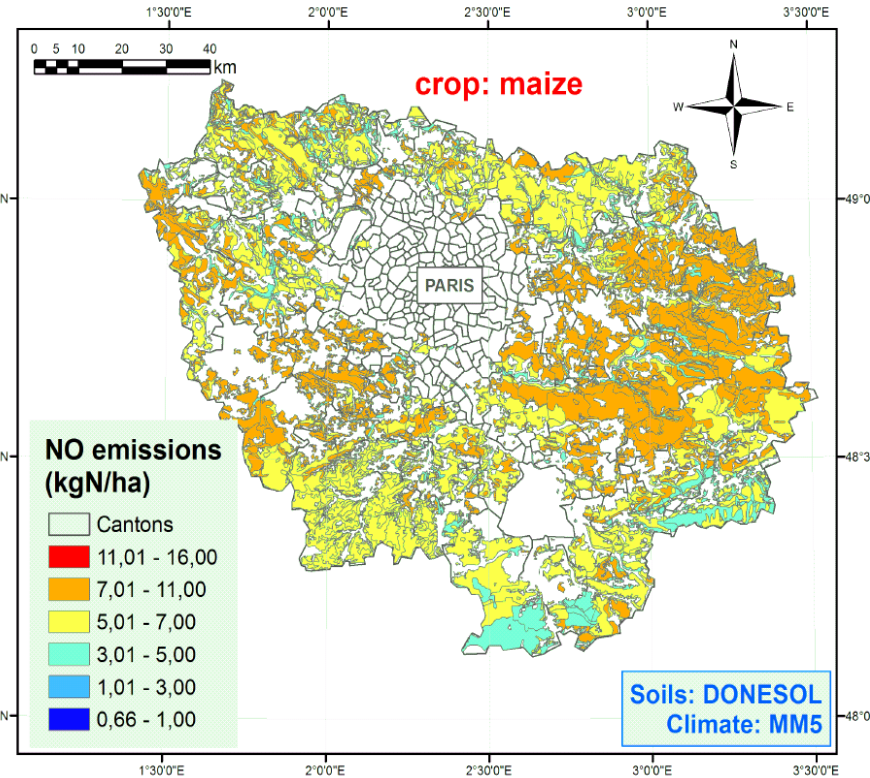 1°30'0"E 2°0'0"E 2°30'0"E 3°0'0"E 3°30'0"E
0 5 10 20 30 40
km
crop: maize
N
W E
S
N 49°0
PARIS
N 48°3
NO emissions
(kgN/ha)
Cantons
11,01 - 16,00
7,01 - 11,00
5,01 - 7,00
3,01 - 5,00
1,01 - 3,00
0,66 - 1,00
Soils: DONESOL
Climate: MM5
N 48°0
1°30'0"E 2°0'0"E 2°30'0"E 3°0'0"E 3°30'0"E